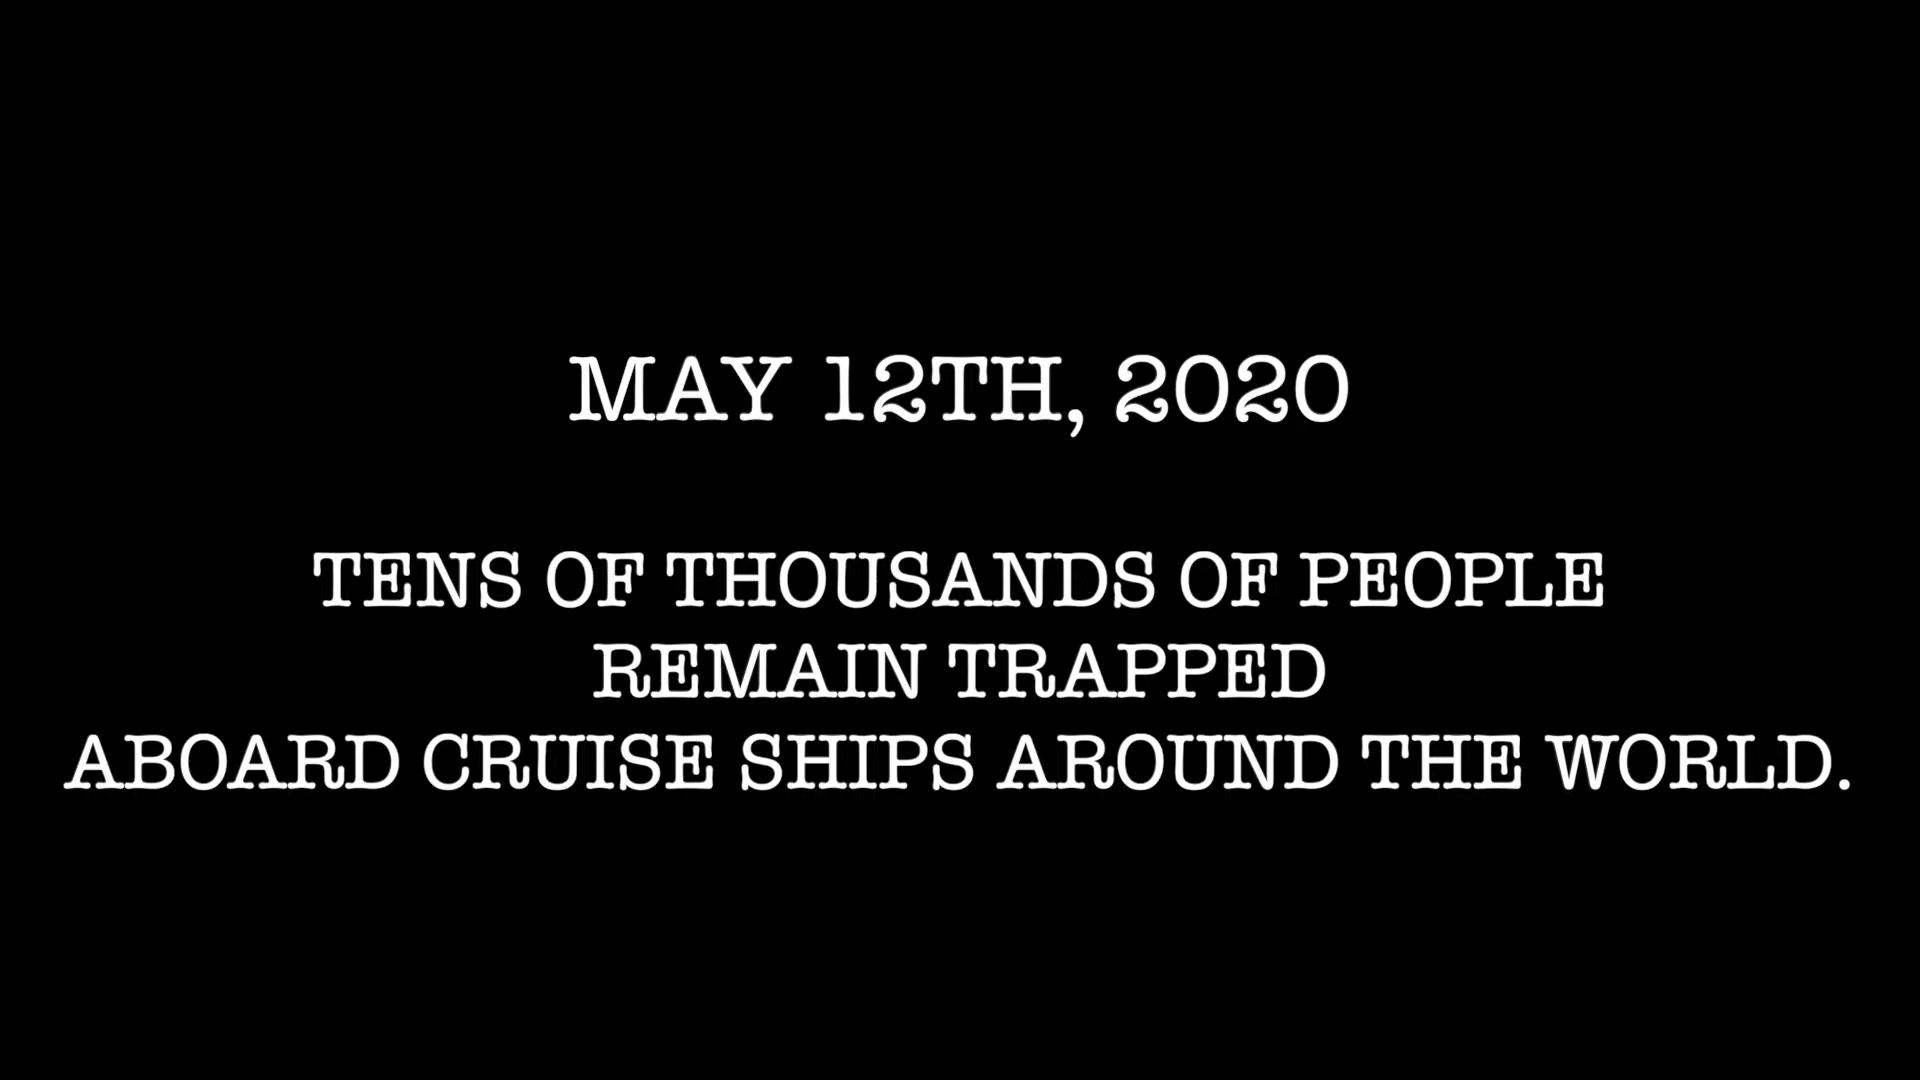 MAY 12TH, 2020
TENS OF THOUSANDS OF PEOPLE
REMAIN TRAPPED
ABOARD CRUISE SHIPS AROUND THE WORLD.